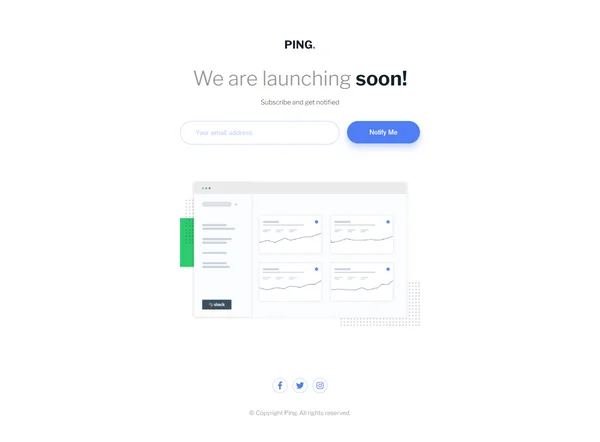 PING.
We are launching soon!
Subscribe and get notified
Your email address...
Notify Me
stack
© Copyright Ping. All rights reserved.